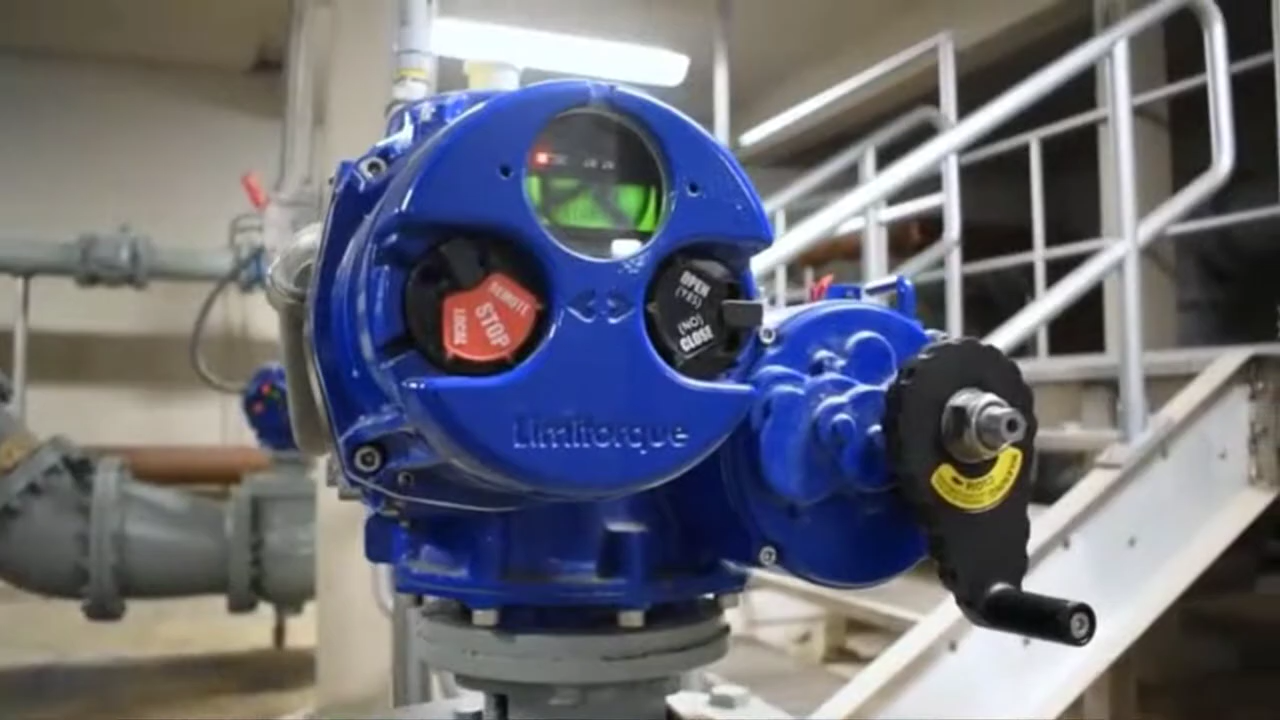 REMOTE
STOP
LOCAL
OPEN
(YES)
(NO)
CLOSE
Limitorque